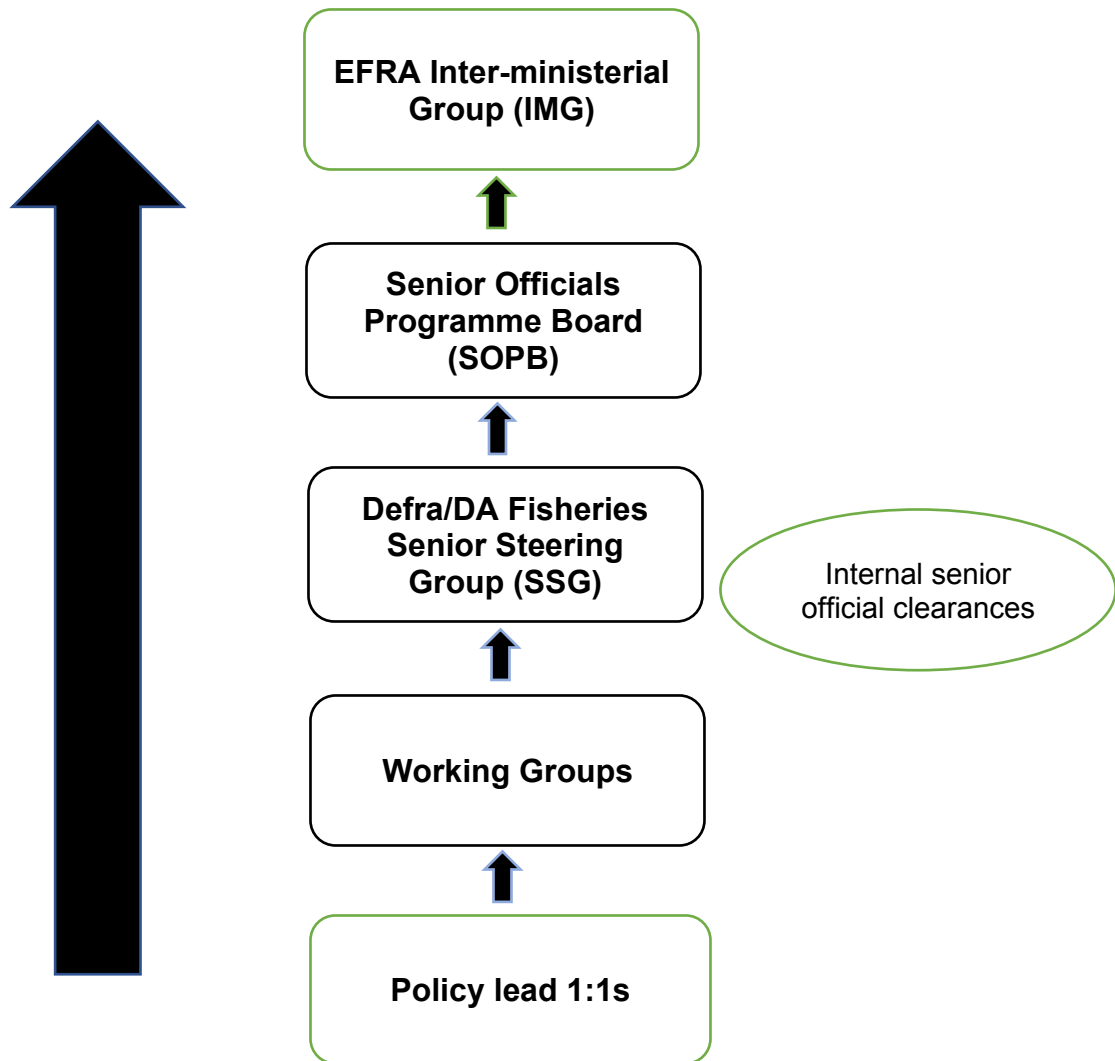 EFRA Inter-ministerial
Group (IMG)
Senior Officials
Programme Board
(SOPB)
Defra/DA Fisheries
Senior Steering
Group (SSG)
Internal senior
official clearances
Working Groups
Policy lead 1:1s